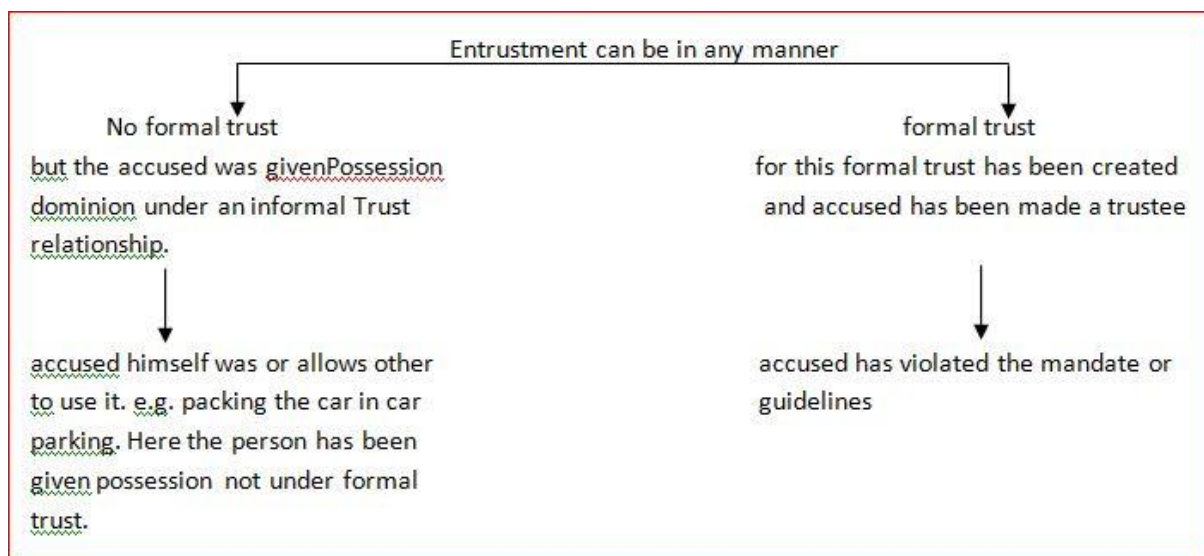 Entrustment can be in any manner
No formal trust
but the accused was givenPossession
dominion under an informal Trust
relationship.
accused himself was or allows other
to use it. e.g. packing the car in car
parking. Here the person has been
given possession not under formal
trust.
formal trust
for this formal trust has been created
and accused has been made a trustee
accused has violated the mandate or
guidelines